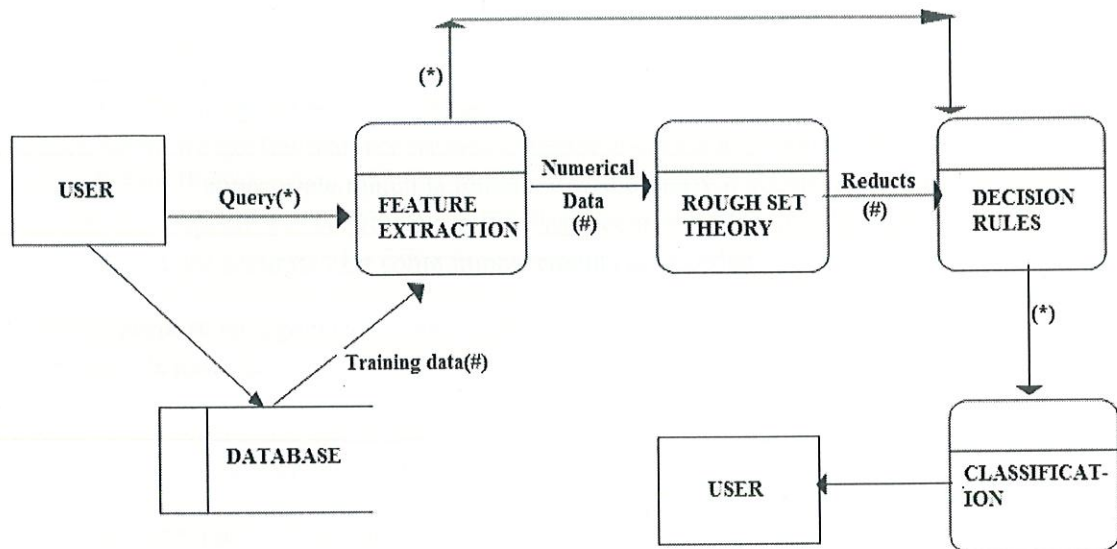 (*)
USER
Query(*)
FEATURE
EXTRACTION
Numerical
Data
(#)
ROUGH SET
THEORY
Reducts
(#)
DECISION
RULES
(*)
Training data(#)
DATABASE
USER
CLASSIFICAT-
ION